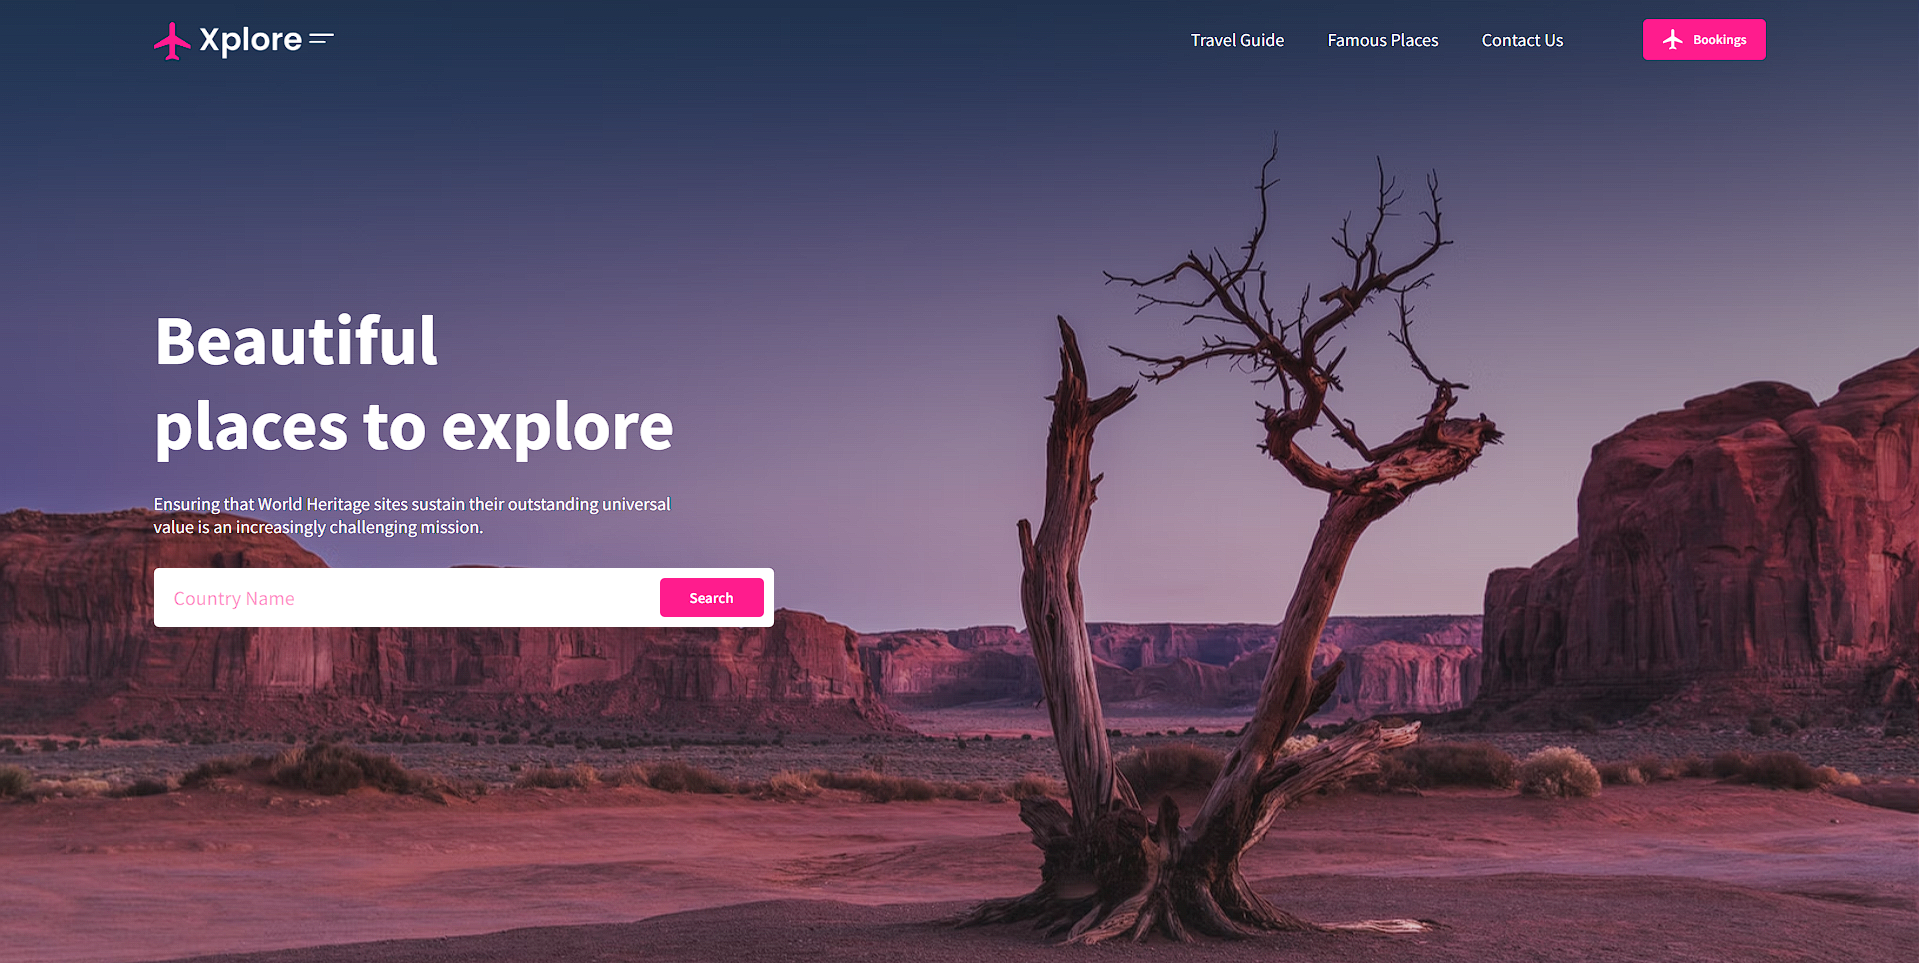 Xplore
Travel Guide
Famous Places
Contact Us
Bookings
Beautiful
places to explore
Ensuring that World Heritage sites sustain their outstanding universal
value is an increasingly challenging mission.
Country Name
Search